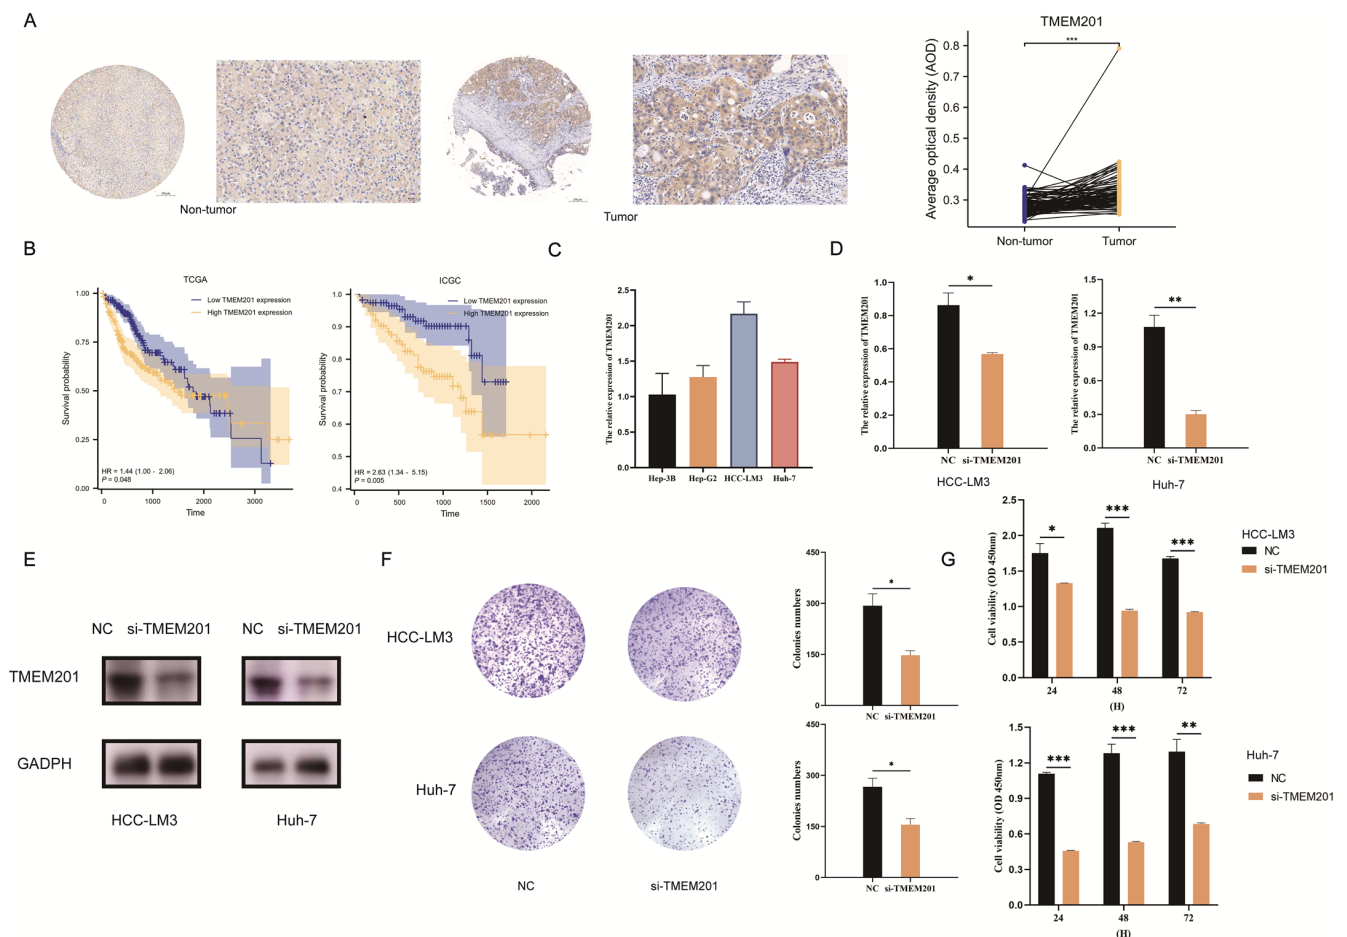 A
Non-tumor
Tumor
TMEM201
***
Average optical density (AOD)
0.8
0.7
0.6
0.5
0.4
0.3
Non-tumor
Tumor
B
TCGA
Low TMEM201 expression
High TMEM201 expression
Survival probability
1.00
0.75
0.50
0.25
0.00
HR = 1.44 (1.00 - 2.06)
P = 0.048
0
1000
2000
3000
Time
ICGC
Low TMEM201 expression
High TMEM201 expression
Survival probability
1.0
0.9
0.8
0.7
0.6
0.5
0.4
HR = 2.63 (1.34 - 5.15)
P = 0.005
0
500
1000
1500
2000
Time
C
The relative expression of TMEM201
2.5
2.0
1.5
1.0
0.5
0.0
Hep-3B
Hep-G2
HCC-LM3
Huh-7
D
The relative expression of TMEM201
1.0
0.8
0.6
0.4
0.2
0.0
*
NC
si-TMEM201
HCC-LM3
The relative expression of TMEM201
1.5
1.2
0.9
0.6
0.3
0.0
**
NC
si-TMEM201
Huh-7
E
NC si-TMEM201
NC si-TMEM201
TMEM201
GADPH
HCC-LM3
Huh-7
F
HCC-LM3
Huh-7
NC
si-TMEM201
Colonies numbers
450
300
150
0
*
NC si-TMEM201
Colonies numbers
450
300
150
0
*
NC si-TMEM201
G
Cell viability (OD 450nm)
2.5
2.0
1.5
1.0
0.5
0.0
*
***
***
24
48
72
(H)
HCC-LM3
NC
si-TMEM201
Cell viability (OD 450nm)
1.5
1.2
0.9
0.6
0.3
0.0
***
***
**
24
48
72
(H)
Huh-7
NC
si-TMEM201